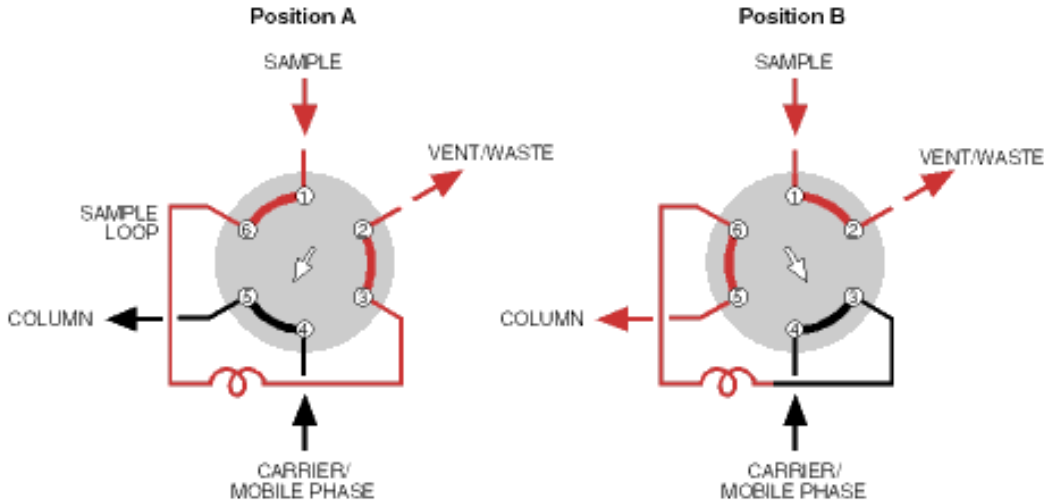 Position A
SAMPLE
VENT/WASTE
1
2
3
4
5
6
SAMPLE
LOOP
COLUMN
CARRIER/
MOBILE PHASE
Position B
SAMPLE
VENT/WASTE
1
2
3
4
5
6
COLUMN
CARRIER/
MOBILE PHASE